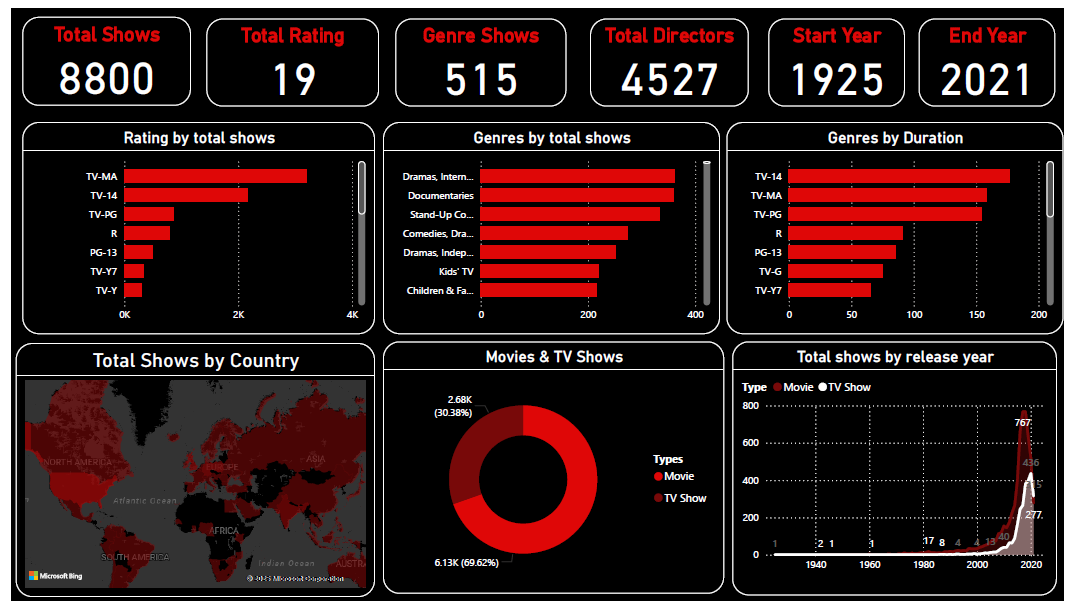 Total Shows
8800
Total Rating
19
Genre Shows
515
Total Directors
4527
Start Year
1925
End Year
2021
Rating by total shows
TV-MA
TV-14
TV-PG
R
PG-13
TV-Y7
TV-Y
0K 2K 4K
Genres by total shows
Dramas, Intern...
Documentaries
Stand-Up Co...
Comedies, Dra...
Dramas, Indep...
Kids' TV
Children & Fa...
0 200 400
Genres by Duration
TV-14
TV-MA
TV-PG
R
PG-13
TV-G
TV-Y7
0 50 100 150 200
Total Shows by Country
NORTH AMERICA
EUROPE
ASIA
Atlantic Ocean
AFRICA
SOUTH AMERICA
Indian Ocean
AUSTR
Microsoft Bing
Microsoft Corporation
Movies & TV Shows
2.68K
(30.38%)
6.13K (69.62%)
Types
Movie
TV Show
Total shows by release year
Type Movie TV Show
800
600
400
200
0
767
436
277
1 2 1 1 17 8 4 4 13 40
1940 1960 1980 2000 2020